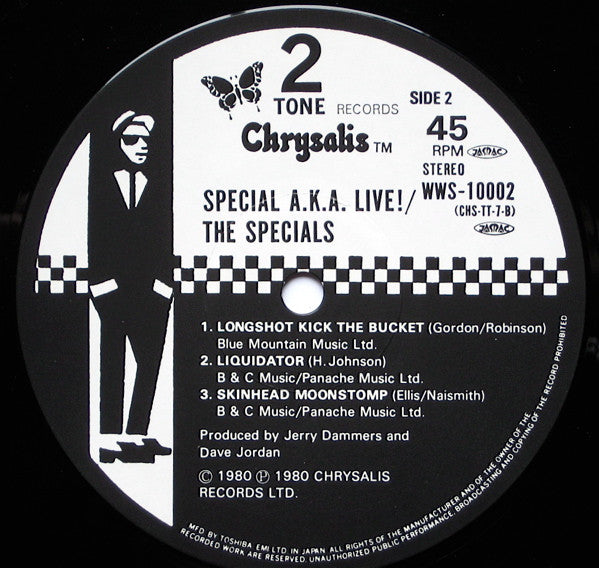 2
TONE RECORDS
Chrysalis TM
SIDE 2
45
RPM JASRAC
STEREO
SPECIAL A.K.A. LIVE!/ WWS-10002
(CHS-TT-7-B)
THE SPECIALS JASRAC
1. LONGSHOT KICK THE BUCKET (Gordon/Robinson)
Blue Mountain Music Ltd.
2. LIQUIDATOR (H. Johnson)
B & C Music/Panache Music Ltd.
3. SKINHEAD MOONSTOMP (Ellis/Naismith)
B & C Music/Panache Music Ltd.
Produced by Jerry Dammers and
Dave Jordan
Ⓒ 1980 Ⓟ 1980 CHRYSALIS
RECORDS LTD.
MFD. BY TOSHIBA EMI LTD. IN JAPAN. ALL RIGHTS OF THE MANUFACTURER AND OF THE OWNER OF THE
RECORDED WORK ARE RESERVED. UNAUTHORIZED PUBLIC PERFORMANCE, BROADCASTING AND COPYING OF THE RECORD PROHIBITED